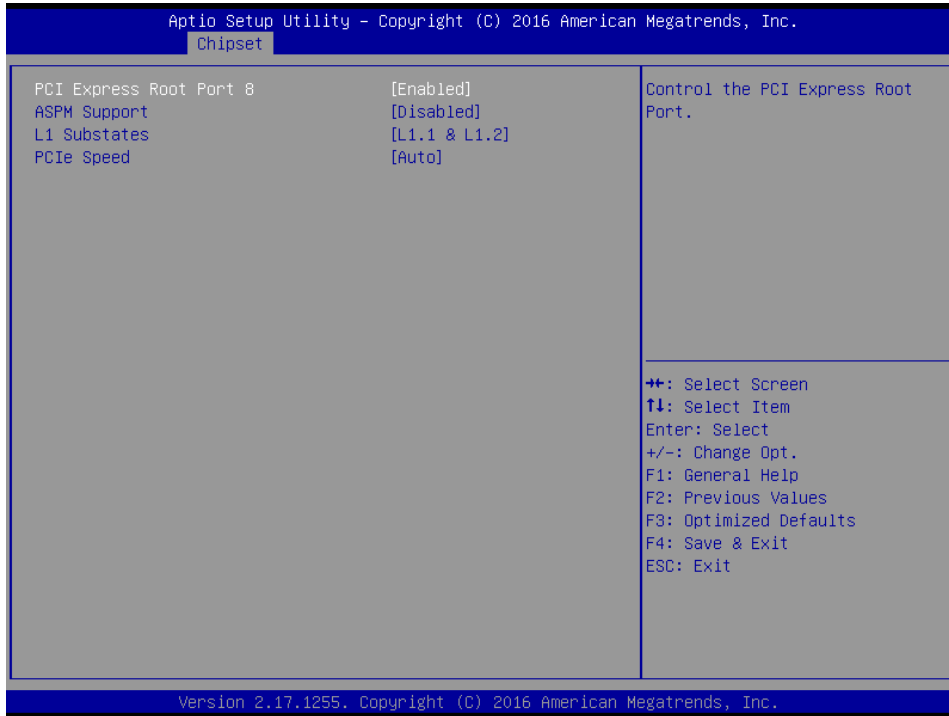 Aptio Setup Utility – Copyright (C) 2016 American Megatrends, Inc.
Chipset
PCI Express Root Port 8 [Enabled]
ASPM Support [Disabled]
L1 Substates [L1.1 & L1.2]
PCIe Speed [Auto]
Control the PCI Express Root
Port.
→←: Select Screen
↑↓: Select Item
Enter: Select
+/-: Change Opt.
F1: General Help
F2: Previous Values
F3: Optimized Defaults
F4: Save & Exit
ESC: Exit
Version 2.17.1255. Copyright (C) 2016 American Megatrends, Inc.